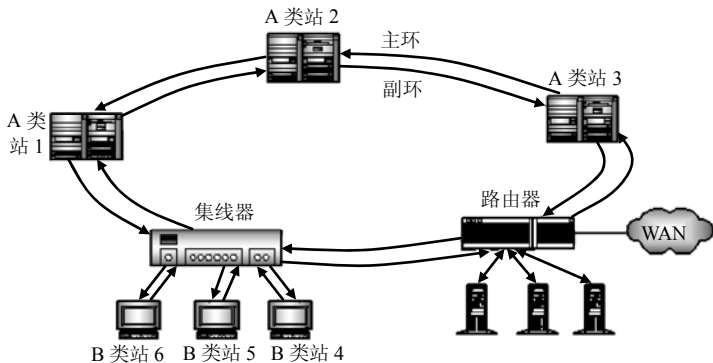 A 类站 2
主环
副环
A 类站 3
A 类
站 1
集线器
路由器
WAN
B 类站 6
B 类站 5
B 类站 4